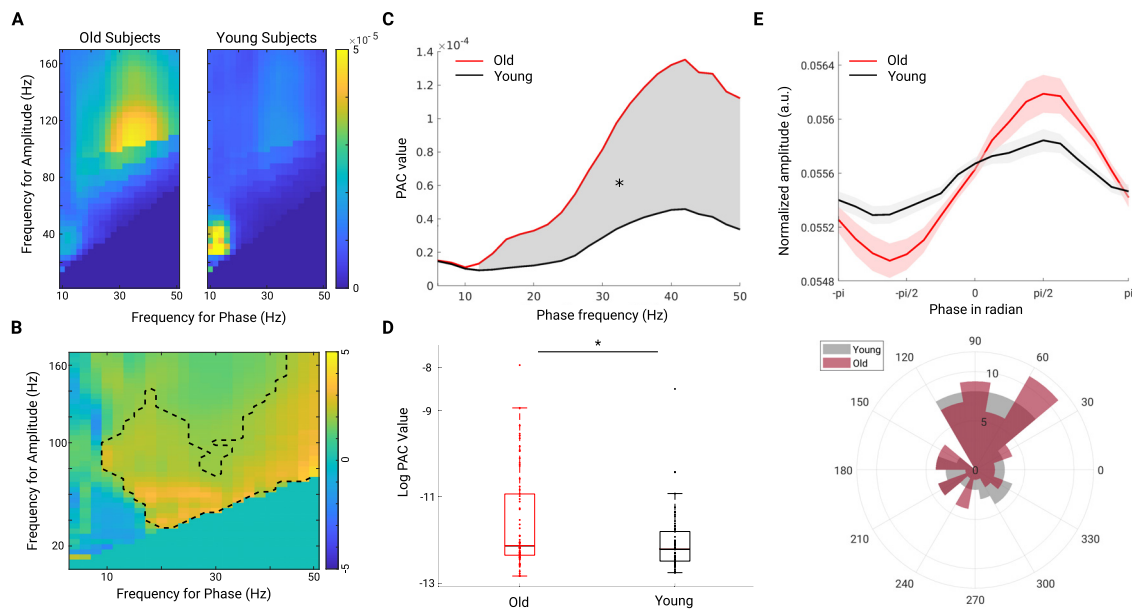 A
Old Subjects
Young Subjects
Frequency for Amplitude (Hz)
160
120
80
40
10
30
50
10
30
50
5
10 -5
0
Frequency for Phase (Hz)
B
Frequency for Amplitude (Hz)
160
100
20
10
30
50
5
0
-5
Frequency for Phase (Hz)
C
×10-4
Old
Young
PAC value
1.4
1.2
1
0.8
0.6
0.4
0.2
0
*
10
20
30
40
50
Phase frequency (Hz)
D
*
Log PAC Value
-8
-9
-11
-13
Old
Young
E
Old
Young
Normalized amplitude (a.u.)
0.0564
0.056
0.0556
0.0552
0.0548
-pi
-pi/2
0
pi/2
pi
Phase in radian
Young
Old
90
120
60
150
30
180
0
210
330
240
300
270
10
5
0